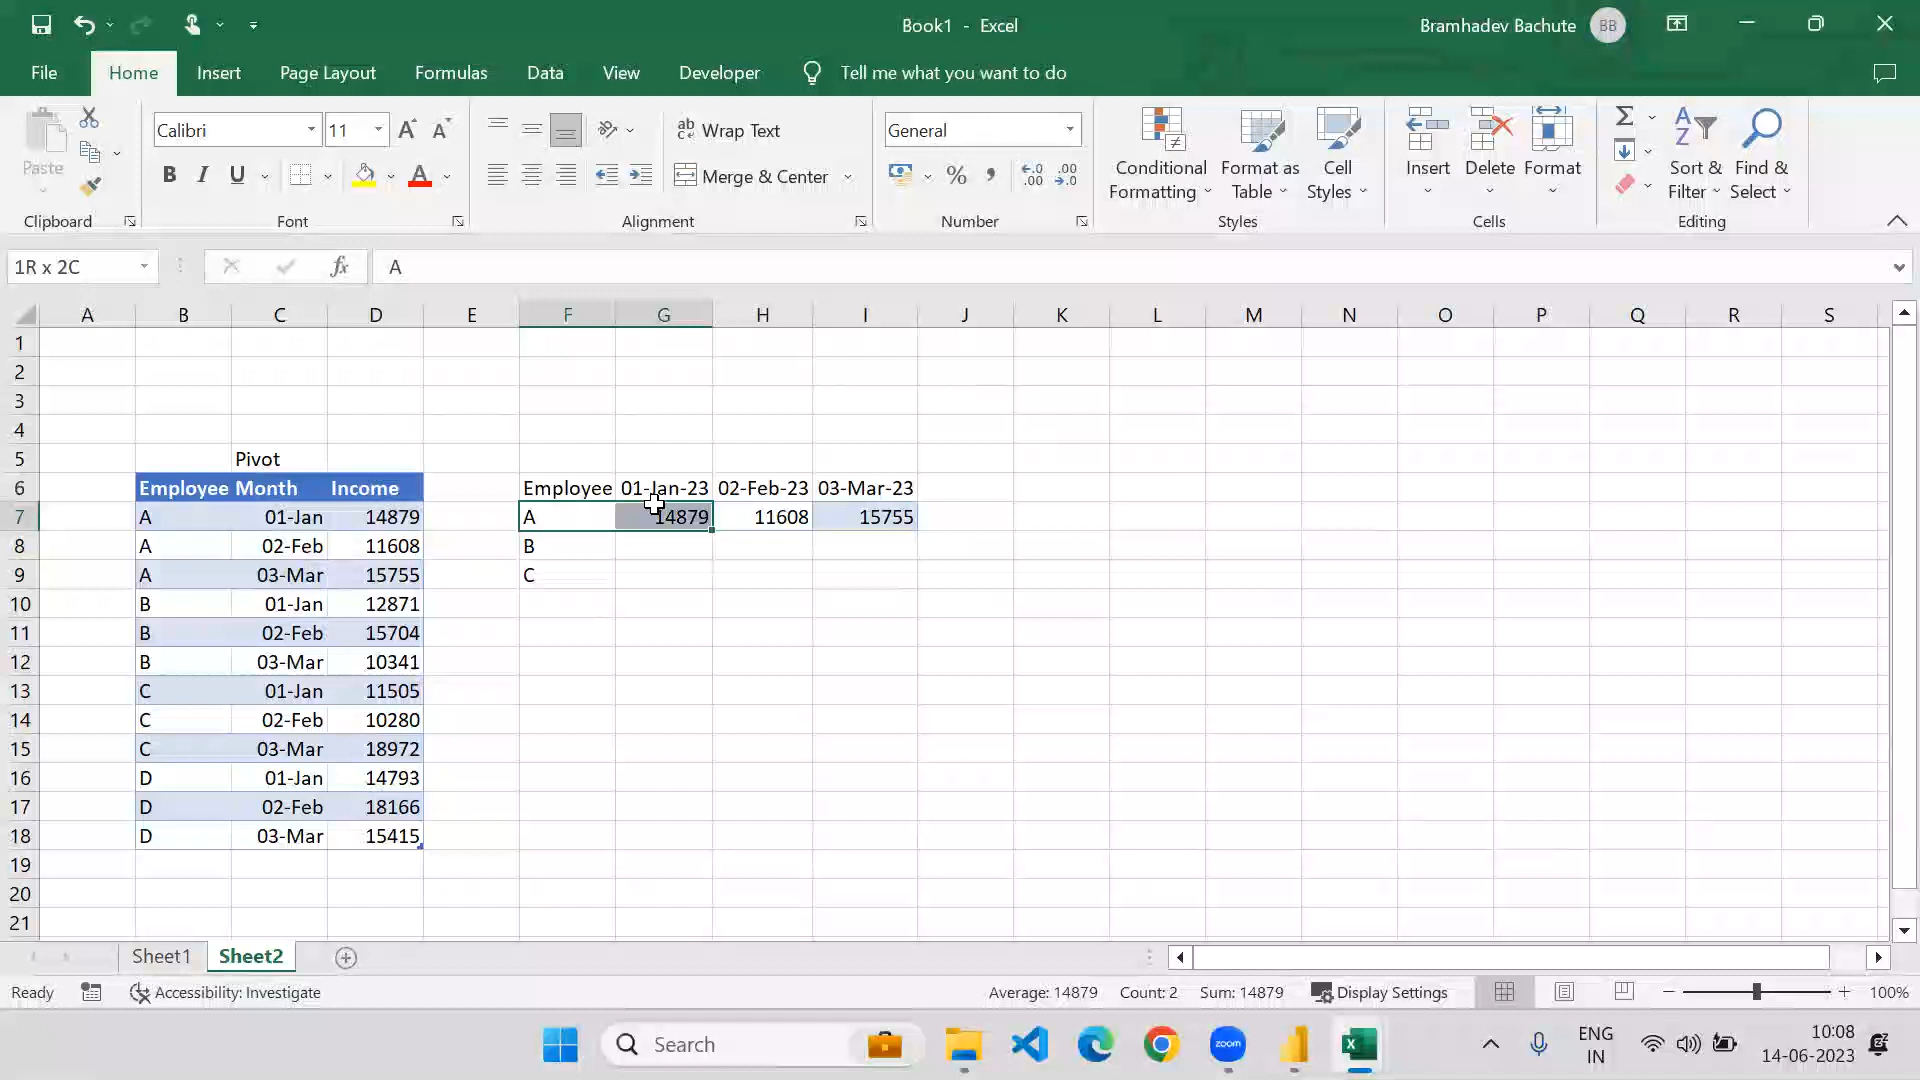 Book1 - Excel
Bramhadev Bachute BB
File Home Insert Page Layout Formulas Data View Developer Tell me what you want to do
Calibri 11
Wrap Text
General
Paste
B I U
Merge & Center
Conditional Formatting
Format as Table
Cell Styles
Insert Delete Format
Sort & Filter
Find & Select
Clipboard Font Alignment Number Styles Cells Editing
1R x 2C fx A
A B C D E F G H I J K L M N O P Q R S
1
2
3
4
5 Pivot
6 Employee Month Income Employee 01-Jan-23 02-Feb-23 03-Mar-23
7 A 01-Jan 14879 A 14879 11608 15755
8 A 02-Feb 11608 B
9 A 03-Mar 15755 C
10 B 01-Jan 12871
11 B 02-Feb 15704
12 B 03-Mar 10341
13 C 01-Jan 11505
14 C 02-Feb 10280
15 C 03-Mar 18972
16 D 01-Jan 14793
17 D 02-Feb 18166
18 D 03-Mar 15415
19
20
21
Sheet1 Sheet2
Ready Accessibility: Investigate Average: 14879 Count: 2 Sum: 14879 Display Settings 100%
Search zoom ENG IN 10:08 14-06-2023